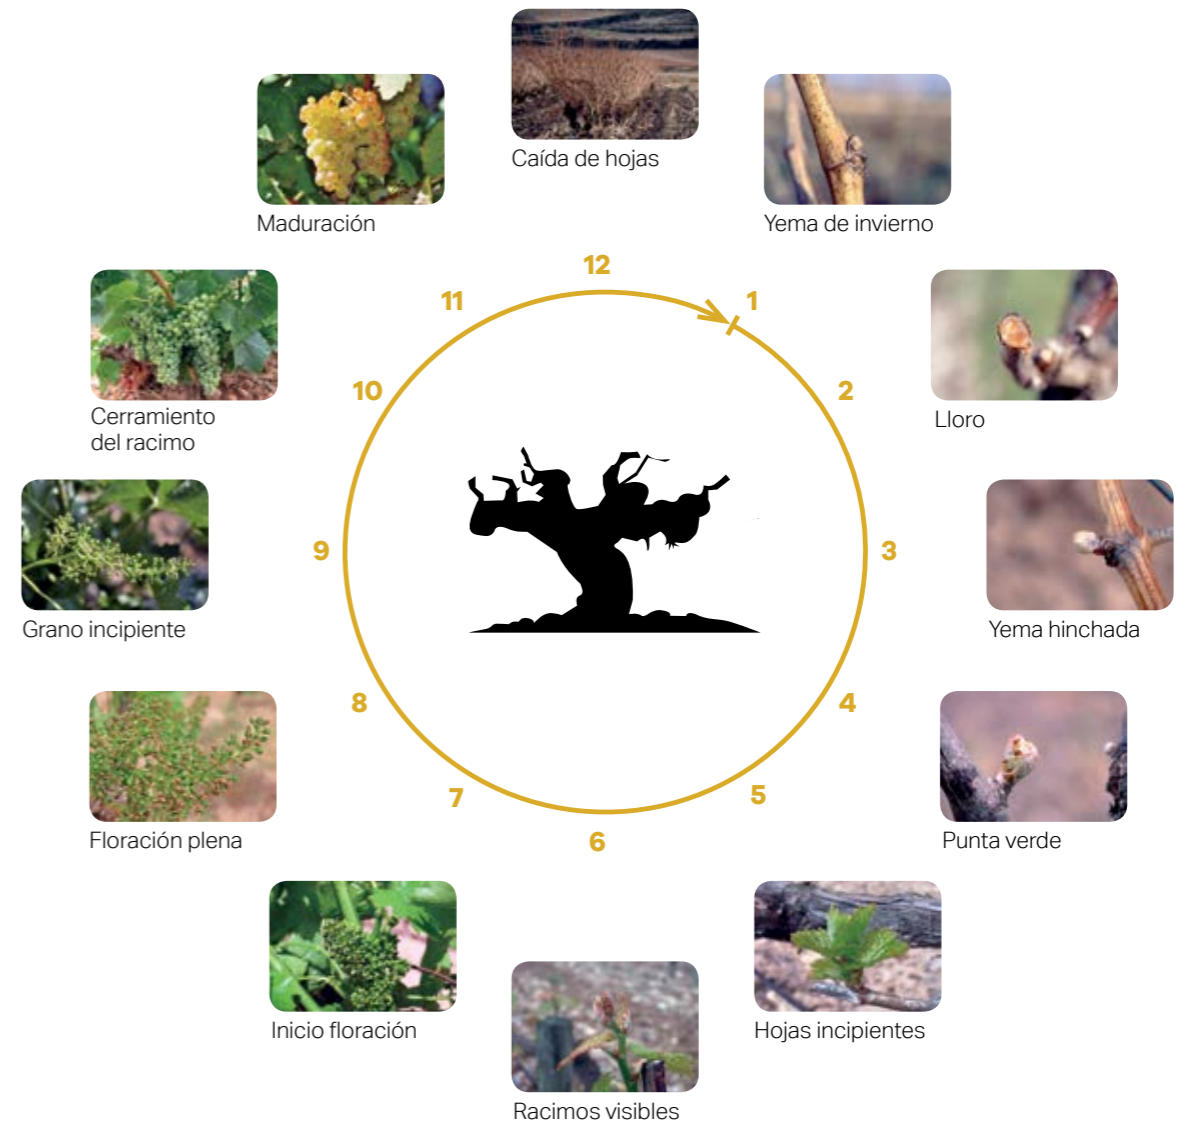 Caída de hojas
Maduración
Yema de invierno
12
11
1
10
2
Cerramiento
del racimo
Lloro
9
3
Grano incipiente
Yema hinchada
8
4
7
5
Floración plena
6
Punta verde
Inicio floración
Hojas incipientes
Racimos visibles